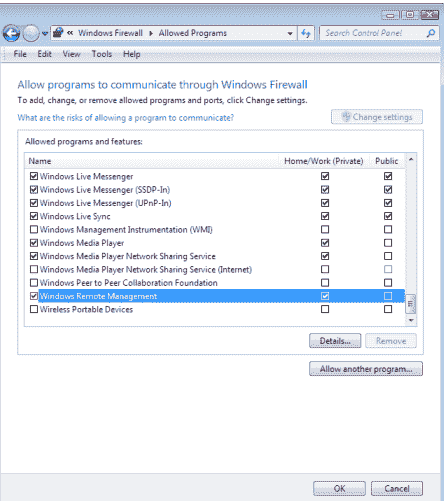 « Windows Firewall ▸ Allowed Programs
Search Control Panel
File Edit View Tools Help
Allow programs to communicate through Windows Firewall
To add, change, or remove allowed programs and ports, click Change settings.
What are the risks of allowing a program to communicate?
Change settings
Allowed programs and features:
Name Home/Work (Private) Public
Windows Live Messenger
Windows Live Messenger (SSDP-In)
Windows Live Messenger (UPnP-In)
Windows Live Sync
Windows Management Instrumentation (WMI)
Windows Media Player
Windows Media Player Network Sharing Service
Windows Media Player Network Sharing Service (Internet)
Windows Peer to Peer Collaboration Foundation
Windows Remote Management
Wireless Portable Devices
Details... Remove
Allow another program...
OK Cancel